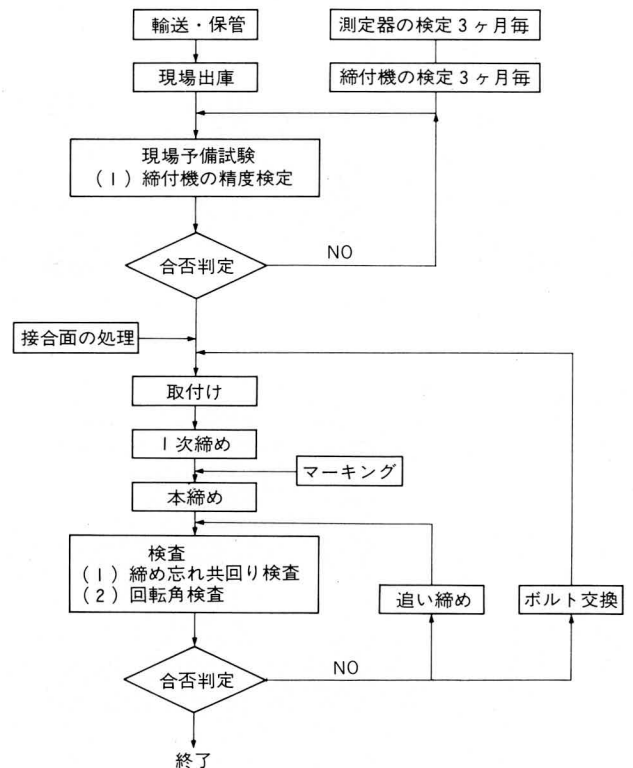 輸送・保管
測定器の検定3ヶ月毎
現場出庫
締付機の検定3ヶ月毎
現場予備試験
(1)締付機の精度検定
合否判定
NO
接合面の処理
取付け
1次締め
マーキング
本締め
検査
(1)締め忘れ共回り検査
(2)回転角検査
追い締め
ボルト交換
合否判定
NO
終了